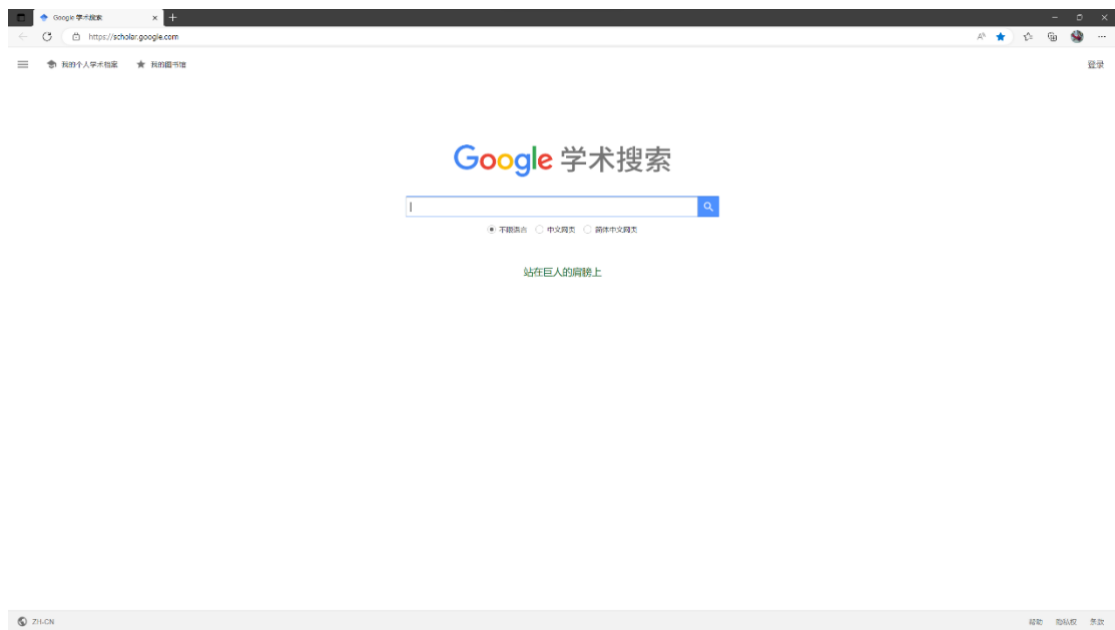 Google 学术搜索
https://scholar.google.com
我的个人学术档案 我的图书馆 登录
Google 学术搜索
不限语言 中文网页 简体中文网页
站在巨人的肩膀上
ZH-CN 帮助 隐私权 条款